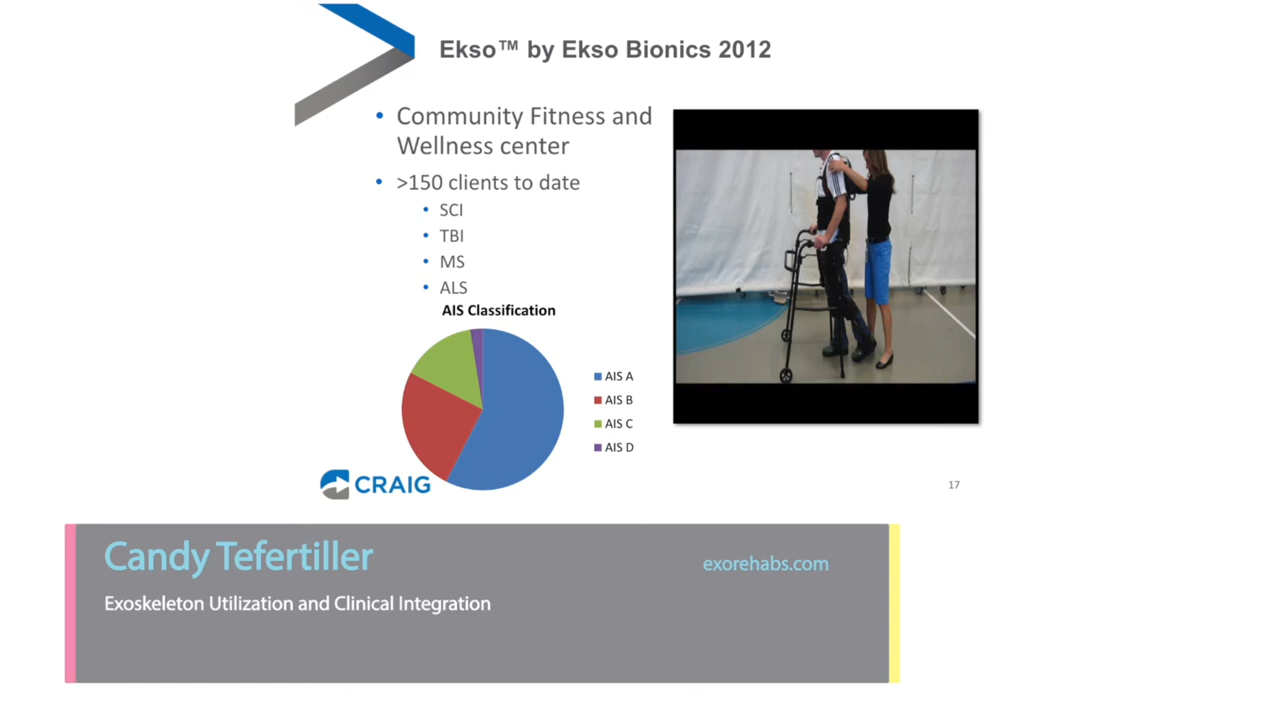 Ekso™ by Ekso Bionics 2012
• Community Fitness and
Wellness center
• >150 clients to date
• SCI
• TBI
• MS
• ALS
AIS Classification
AIS A
AIS B
AIS C
AIS D
CRAIG
17
Candy Tefertiller
exorehabs.com
Exoskeleton Utilization and Clinical Integration